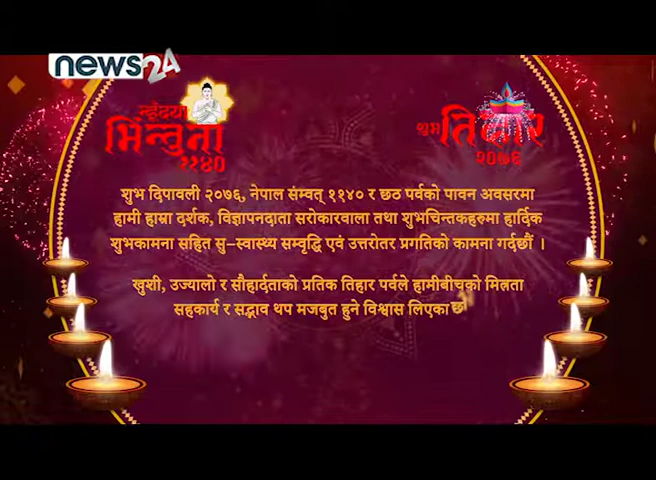 news24
न्हूदया
भिन्तुना
११४०
शुभ तिहार
२०७६
शुभ दिपावली २०७६, नेपाल संम्वत् ११४० र छठ पर्वको पावन अवसरमा
हामी हाम्रा दर्शक, विज्ञापनदाता सरोकारवाला तथा शुभचिन्तकहरुमा हार्दिक
शुभकामना सहित सु-स्वास्थ्य सम्वृद्धि एवं उत्तरोतर प्रगतिको कामना गर्दछौं ।
खुशी, उज्यालो र सौहार्दताको प्रतिक तिहार पर्वले हामीबीचको मित्रता
सहकार्य र सद्भाव थप मजबुत हुने विश्वास लिएका छ